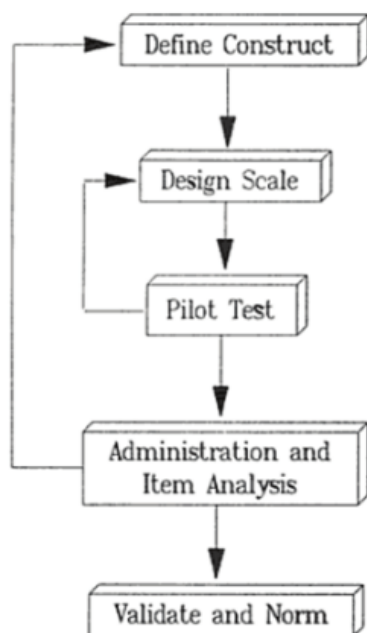 Define Construct
Design Scale
Pilot Test
Administration and
Item Analysis
Validate and Norm